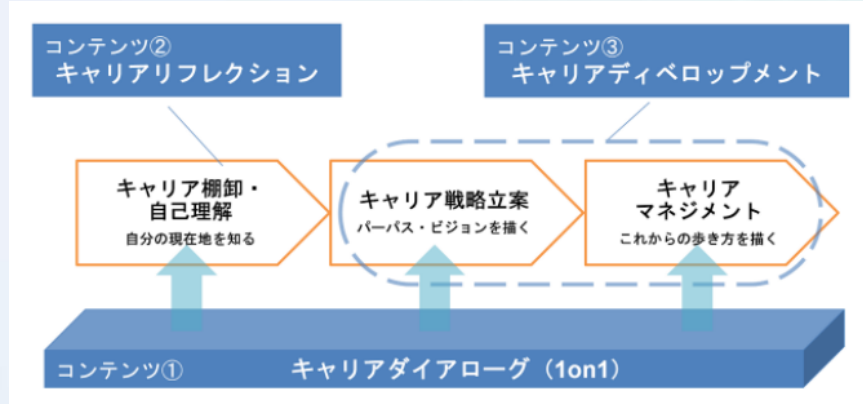 コンテンツ②
キャリアリフレクション
コンテンツ③
キャリアディベロップメント
キャリア棚卸・
自己理解
自分の現在地を知る
キャリア戦略立案
パーパス・ビジョンを描く
キャリア
マネジメント
これからの歩き方を描く
コンテンツ①
キャリアダイアローグ（1on1）